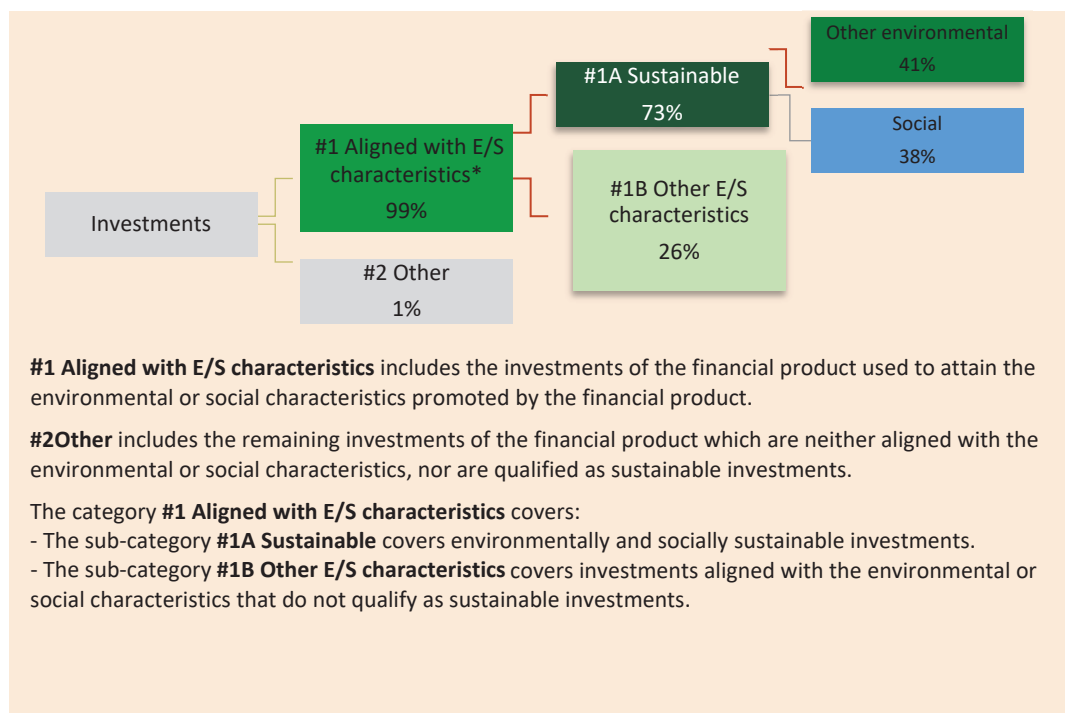 Other environmental
41%
#1A Sustainable
73%
Social
38%
#1 Aligned with E/S
characteristics*
99%
#1B Other E/S
characteristics
26%
Investments
#2 Other
1%
#1 Aligned with E/S characteristics includes the investments of the financial product used to attain the
environmental or social characteristics promoted by the financial product.
#2Other includes the remaining investments of the financial product which are neither aligned with the
environmental or social characteristics, nor are qualified as sustainable investments.
The category #1 Aligned with E/S characteristics covers:
- The sub-category #1A Sustainable covers environmentally and socially sustainable investments.
- The sub-category #1B Other E/S characteristics covers investments aligned with the environmental or
social characteristics that do not qualify as sustainable investments.